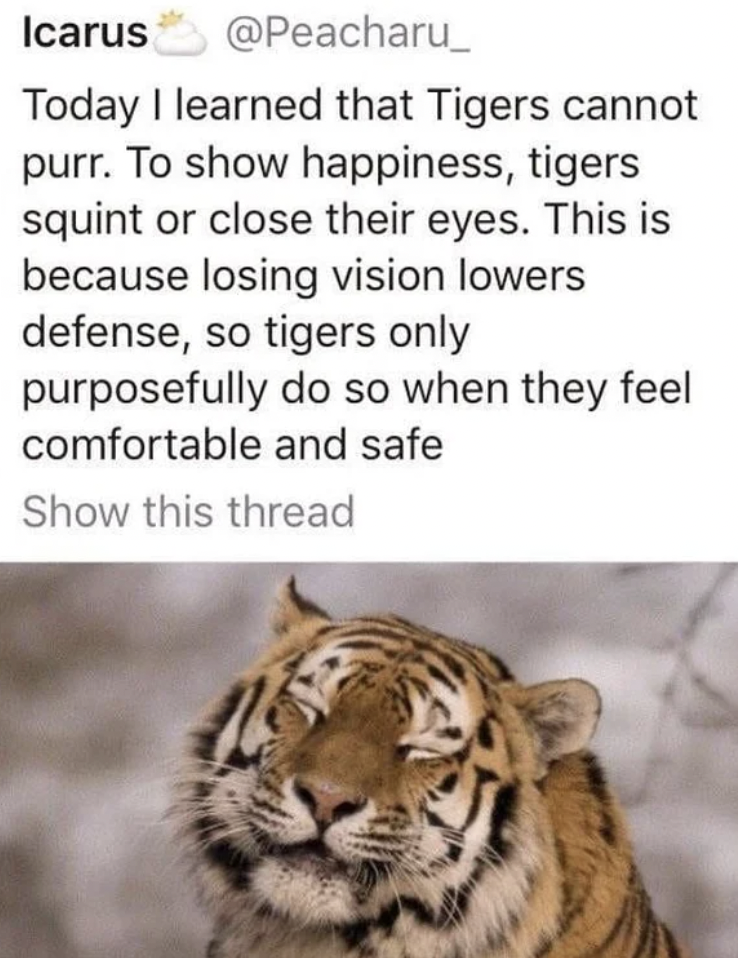 Icarus🌤️ @Peacharu_
Today I learned that Tigers cannot
purr. To show happiness, tigers
squint or close their eyes. This is
because losing vision lowers
defense, so tigers only
purposefully do so when they feel
comfortable and safe
Show this thread